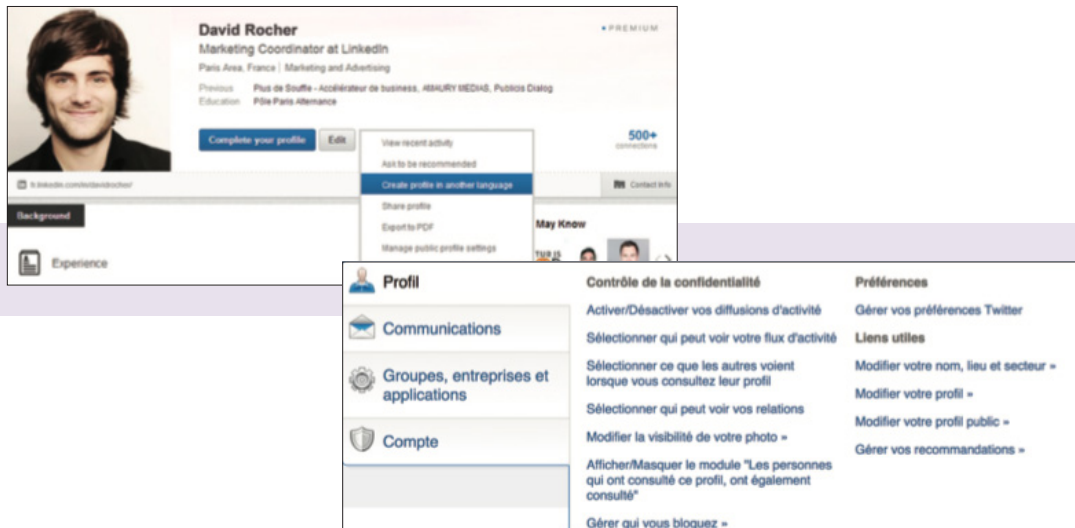 David Rocher
PREMIUM
Marketing Coordinator at LinkedIn
Paris Area, France | Marketing and Advertising
Previous Plus de Souffle - Accélérateur de business, AMAURY MEDIAS, Publicis Dialog
Education Pôle Paris Alternance
Complete your profile
Edit
500+
connections
View recent activity
Ask to be recommended
Create profile in another language
Share profile
Export to PDF
Manage public profile settings
fr.linkedin.com/in/davidrocher/
Contact Info
Background
May Know
Experience
Profil
Communications
Groupes, entreprises et
applications
Compte
Contrôle de la confidentialité
Activer/Désactiver vos diffusions d'activité
Sélectionner qui peut voir votre flux d'activité
Sélectionner ce que les autres voient
lorsque vous consultez leur profil
Sélectionner qui peut voir vos relations
Modifier la visibilité de votre photo »
Afficher/Masquer le module "Les personnes
qui ont consulté ce profil, ont également
consulté"
Gérer qui vous bloquez »
Préférences
Gérer vos préférences Twitter
Liens utiles
Modifier votre nom, lieu et secteur »
Modifier votre profil »
Modifier votre profil public »
Gérer vos recommandations »